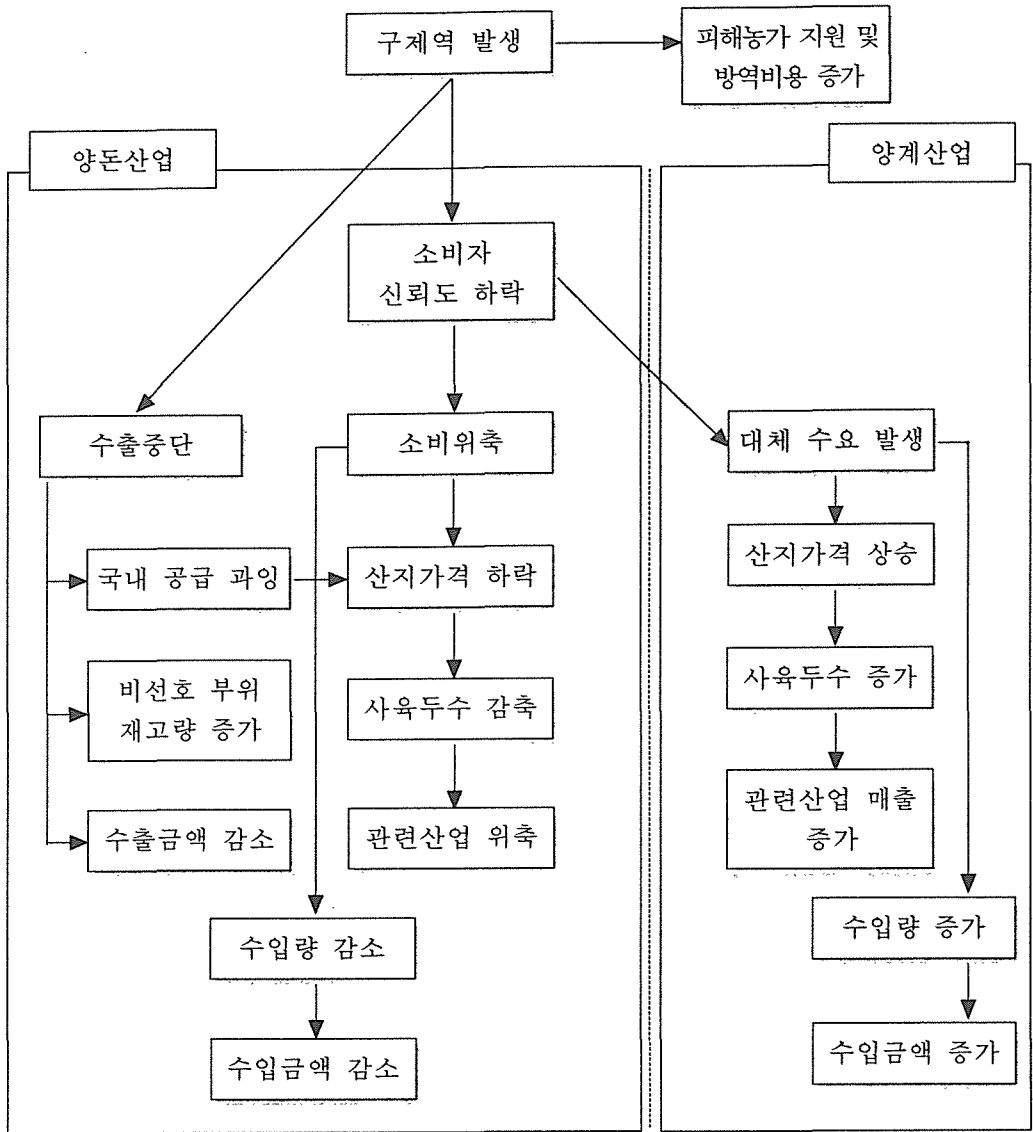 구제역 발생
피해농가 지원 및
방역비용 증가
양돈산업
양계산업
소비자
신뢰도 하락
수출중단
소비위축
대체 수요 발생
국내 공급 과잉
산지가격 하락
산지가격 상승
비선호 부위
재고량 증가
사육두수 감축
사육두수 증가
수출금액 감소
관련산업 위축
관련산업 매출
증가
수입량 감소
수입량 증가
수입금액 감소
수입금액 증가